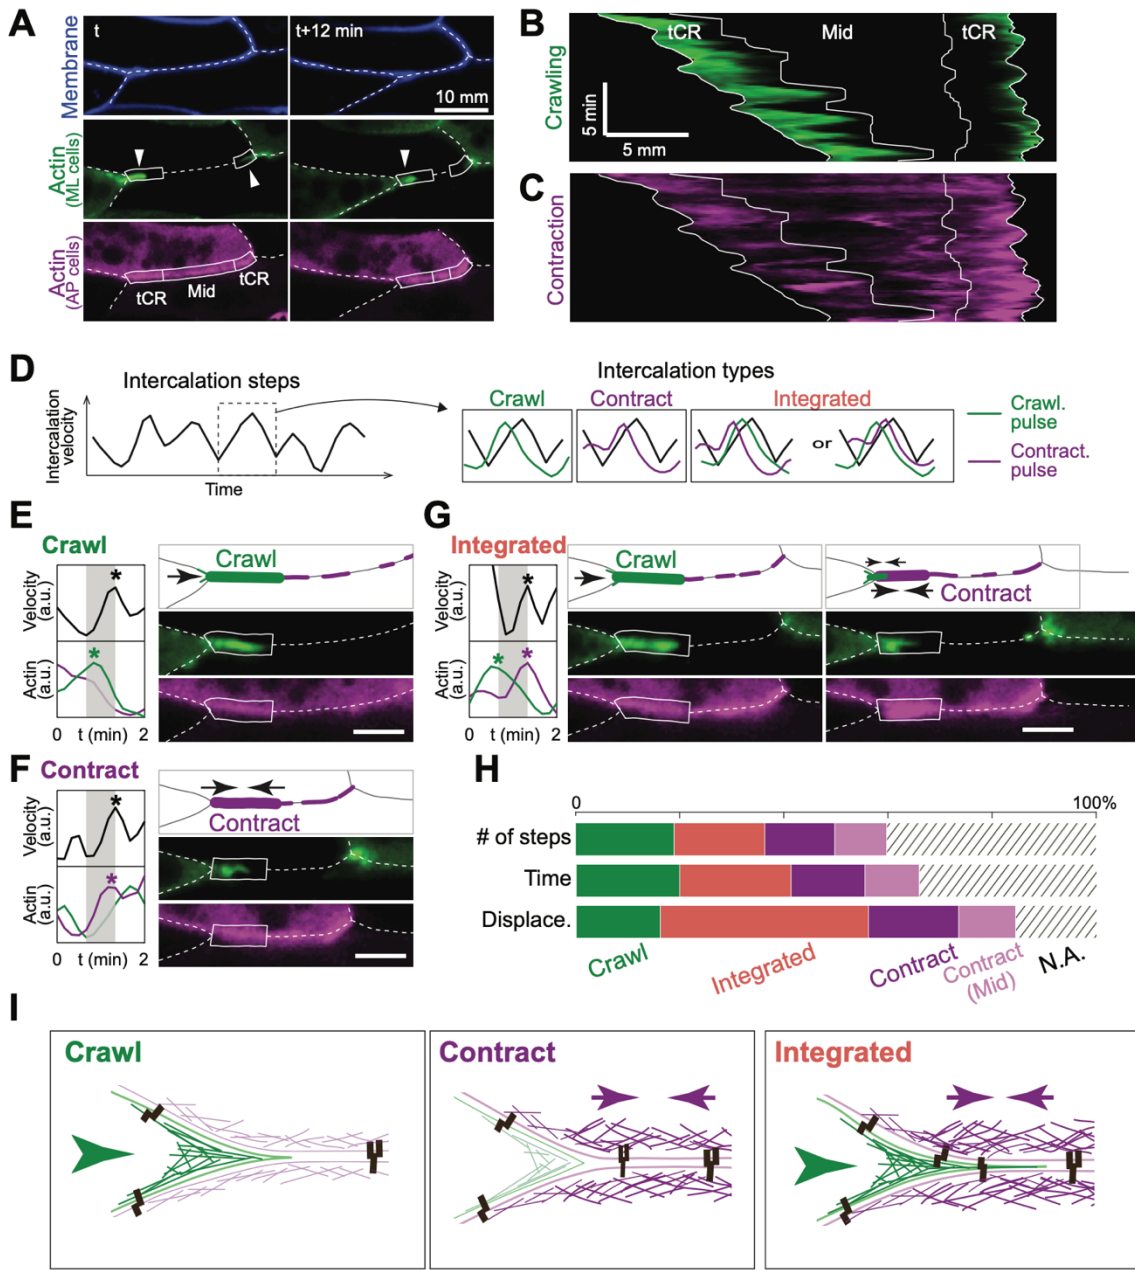 A
t
t+12 min
Membrane
10 mm
Actin
(ML cells)
Actin
(AP cells)
tCR
Mid
tCR
B
tCR
Mid
tCR
Crawling
5 min
5 mm
C
Contraction
D
Intercalation steps
Intercalation
velocity
Time
Intercalation types
Crawl
Contract
Integrated
or
Crawl.
pulse
Contract.
pulse
E
Crawl
Velocity
(a.u.)
*
Actin
(a.u.)
*
0 t (min) 2
Crawl
F
Contract
Velocity
(a.u.)
*
Actin
(a.u.)
*
0 t (min) 2
Contract
G
Integrated
Velocity
(a.u.)
*
Actin
(a.u.)
* *
0 t (min) 2
Crawl
Contract
H
0 100%
# of steps
Time
Displace.
Crawl
Integrated
Contract
Contract
(Mid)
N.A.
I
Crawl
Contract
Integrated